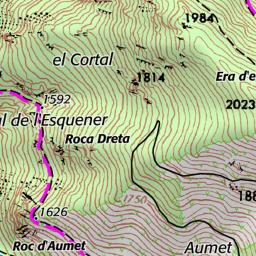 1984
el Cortal
1814
Era d'e
1592
2023
al de l'Esquener
Roca Dreta
1750
188
1626
Roc d'Aumet
Aumet